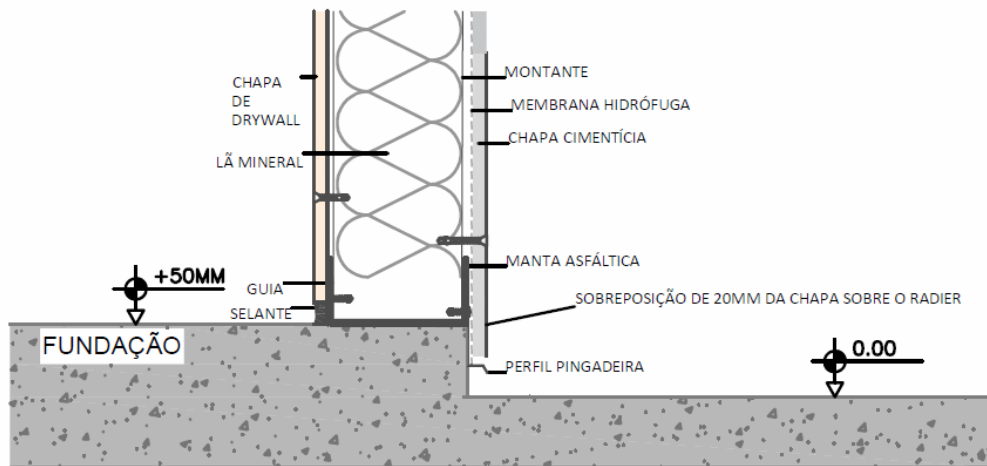 CHAPA
DE
DRYWALL
LÃ MINERAL
MONTANTE
MEMBRANA HIDRÓFUGA
CHAPA CIMENTÍCIA
+50MM
GUIA
SELANTE
MANTA ASFÁLTICA
SOBREPOSIÇÃO DE 20MM DA CHAPA SOBRE O RADIER
FUNDAÇÃO
PERFIL PINGADEIRA
0.00